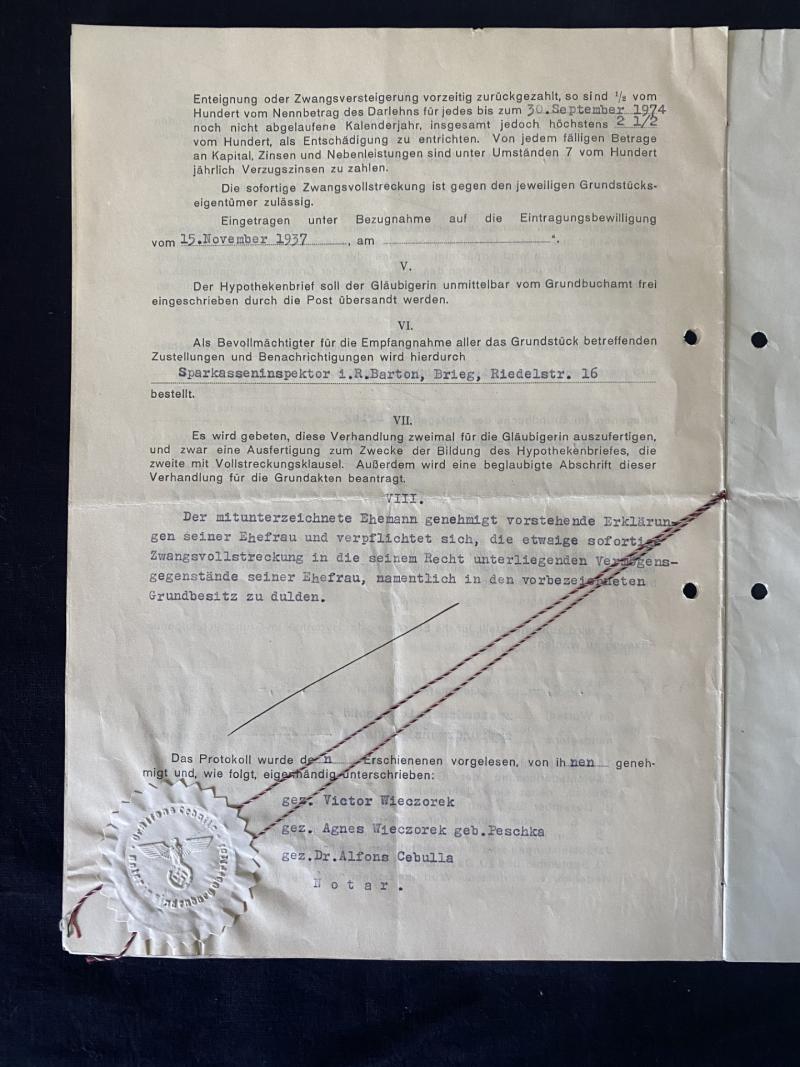 Enteignung oder Zwangsversteigerung vorzeitig zurückgezahlt, so sind ½ vom
Hundert vom Nennbetrag des Darlehns für jedes bis zum 30.September 1974
noch nicht abgelaufene Kalenderjahr, insgesamt jedoch höchstens 2 1/2
vom Hundert, als Entschädigung zu entrichten. Von jedem fälligen Betrage
an Kapital, Zinsen und Nebenleistungen sind unter Umständen 7 vom Hundert
jährlich Verzugszinsen zu zahlen.
Die sofortige Zwangsvollstreckung ist gegen den jeweiligen Grundstücks-
eigentümer zulässig.
Eingetragen unter Bezugnahme auf die Eintragungsbewilligung
vom 15.November 1937, am “.
V.
Der Hypothekenbrief soll der Gläubigerin unmittelbar vom Grundbuchamt frei
eingeschrieben durch die Post übersandt werden.
VI.
Als Bevollmächtigter für die Empfangnahme aller das Grundstück betreffenden
Zustellungen und Benachrichtigungen wird hierdurch
Sparkasseninspektor i.R.Barton, Brieg, Riedelstr. 16
bestellt.
VII.
Es wird gebeten, diese Verhandlung zweimal für die Gläubigerin auszufertigen,
und zwar eine Ausfertigung zum Zwecke der Bildung des Hypothekenbriefes, die
zweite mit Vollstreckungsklausel. Außerdem wird eine beglaubigte Abschrift dieser
Verhandlung für die Grundakten beantragt.
VIII.
Der mitunterzeichnete Ehemann genehmigt vorstehende Erklärun-
gen seiner Ehefrau und verpflichtet sich, die etwaige sofortige
Zwangsvollstreckung in die seinem Recht unterliegenden Vermögens-
gegenstände seiner Ehefrau, namentlich in den vorbezeichneten
Grundbesitz zu dulden.
Das Protokoll wurde den Erschienenen vorgelesen, von ihnen geneh-
migt und, wie folgt, eigenhändig unterschrieben:
gez. Victor Wieczorek
gez. Agnes Wieczorek geb.Peschka
gez.Dr.Alfons Cebulla
Notar.